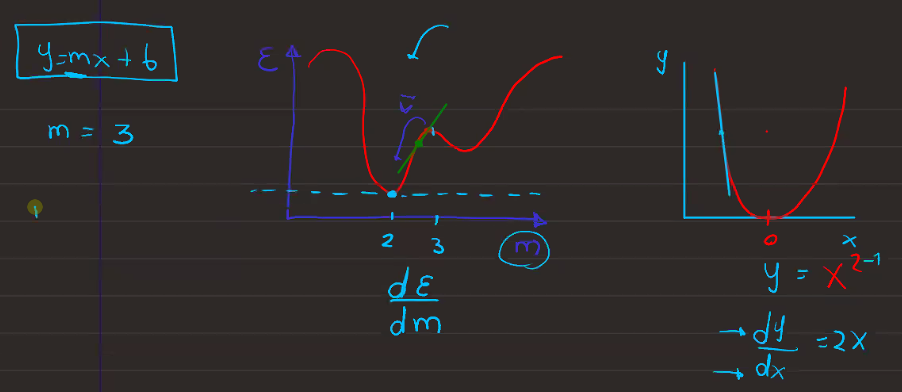 y=mx+b
m = 3
ε
v
2
3
m
dε
dm
y
0
x
y = x²⁻¹
dy
dx
=2x